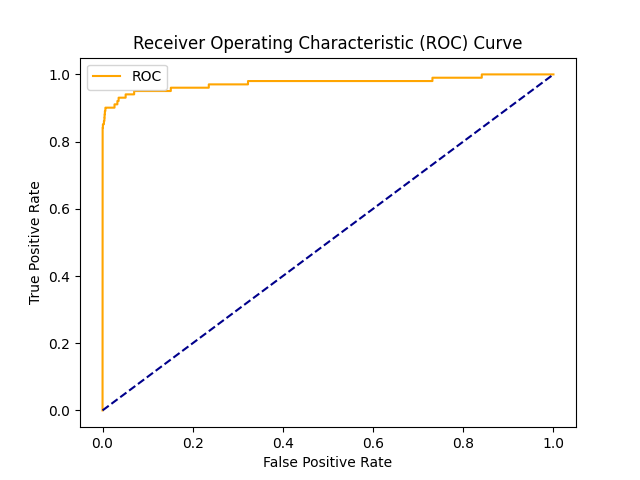 Receiver Operating Characteristic (ROC) Curve
ROC
True Positive Rate
1.0
0.8
0.6
0.4
0.2
0.0
0.0 0.2 0.4 0.6 0.8 1.0
False Positive Rate